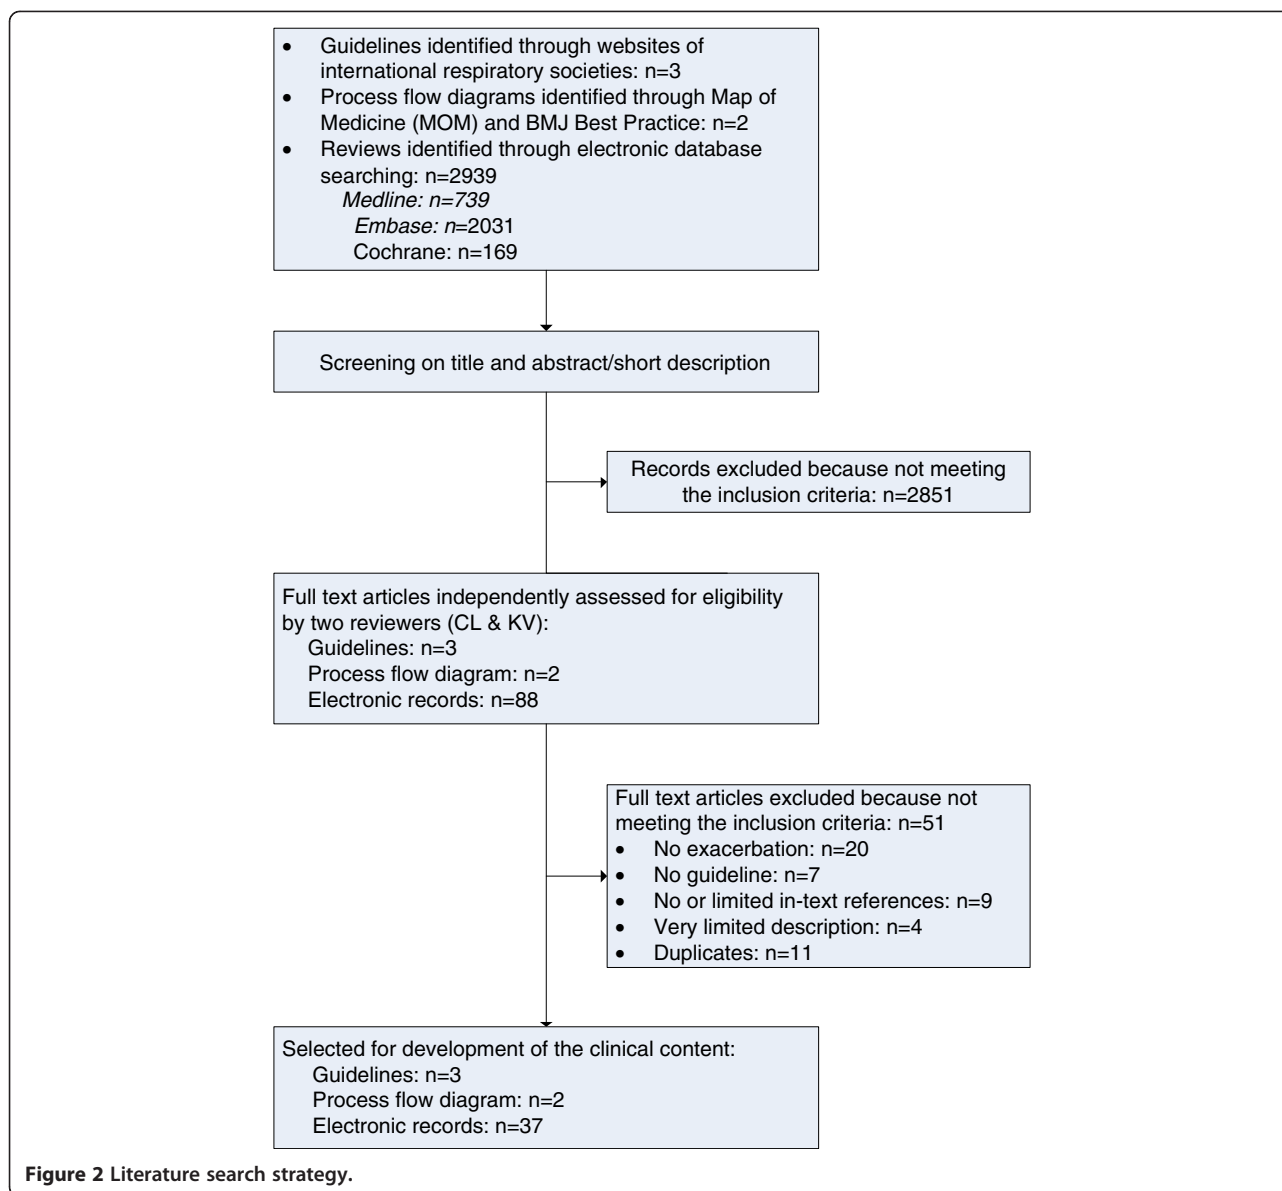 • Guidelines identified through websites of
international respiratory societies: n=3
• Process flow diagrams identified through Map of
Medicine (MOM) and BMJ Best Practice: n=2
• Reviews identified through electronic database
searching: n=2939
Medline: n=739
Embase: n=2031
Cochrane: n=169
Screening on title and abstract/short description
Records excluded because not meeting
the inclusion criteria: n=2851
Full text articles independently assessed for eligibility
by two reviewers (CL & KV):
Guidelines: n=3
Process flow diagram: n=2
Electronic records: n=88
Full text articles excluded because not
meeting the inclusion criteria: n=51
• No exacerbation: n=20
• No guideline: n=7
• No or limited in-text references: n=9
• Very limited description: n=4
• Duplicates: n=11
Selected for development of the clinical content:
Guidelines: n=3
Process flow diagram: n=2
Electronic records: n=37
Figure 2 Literature search strategy.